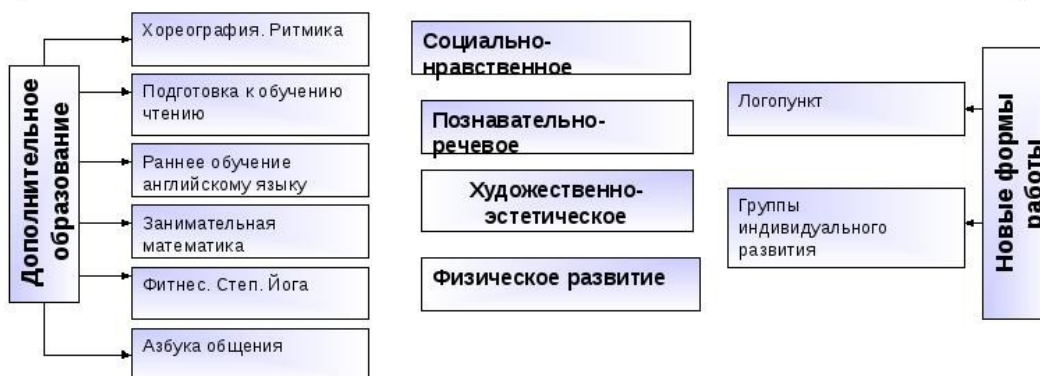 Дополнительное
образование
Хореография. Ритмика
Подготовка к обучению
чтению
Раннее обучение
английскому языку
Занимательная
математика
Фитнес. Степ. Йога
Азбука общения
Социально-
нравственное
Познавательно-
речевое
Художественно-
эстетическое
Физическое развитие
Логопункт
Группы
индивидуального
развития
Новые формы
работы